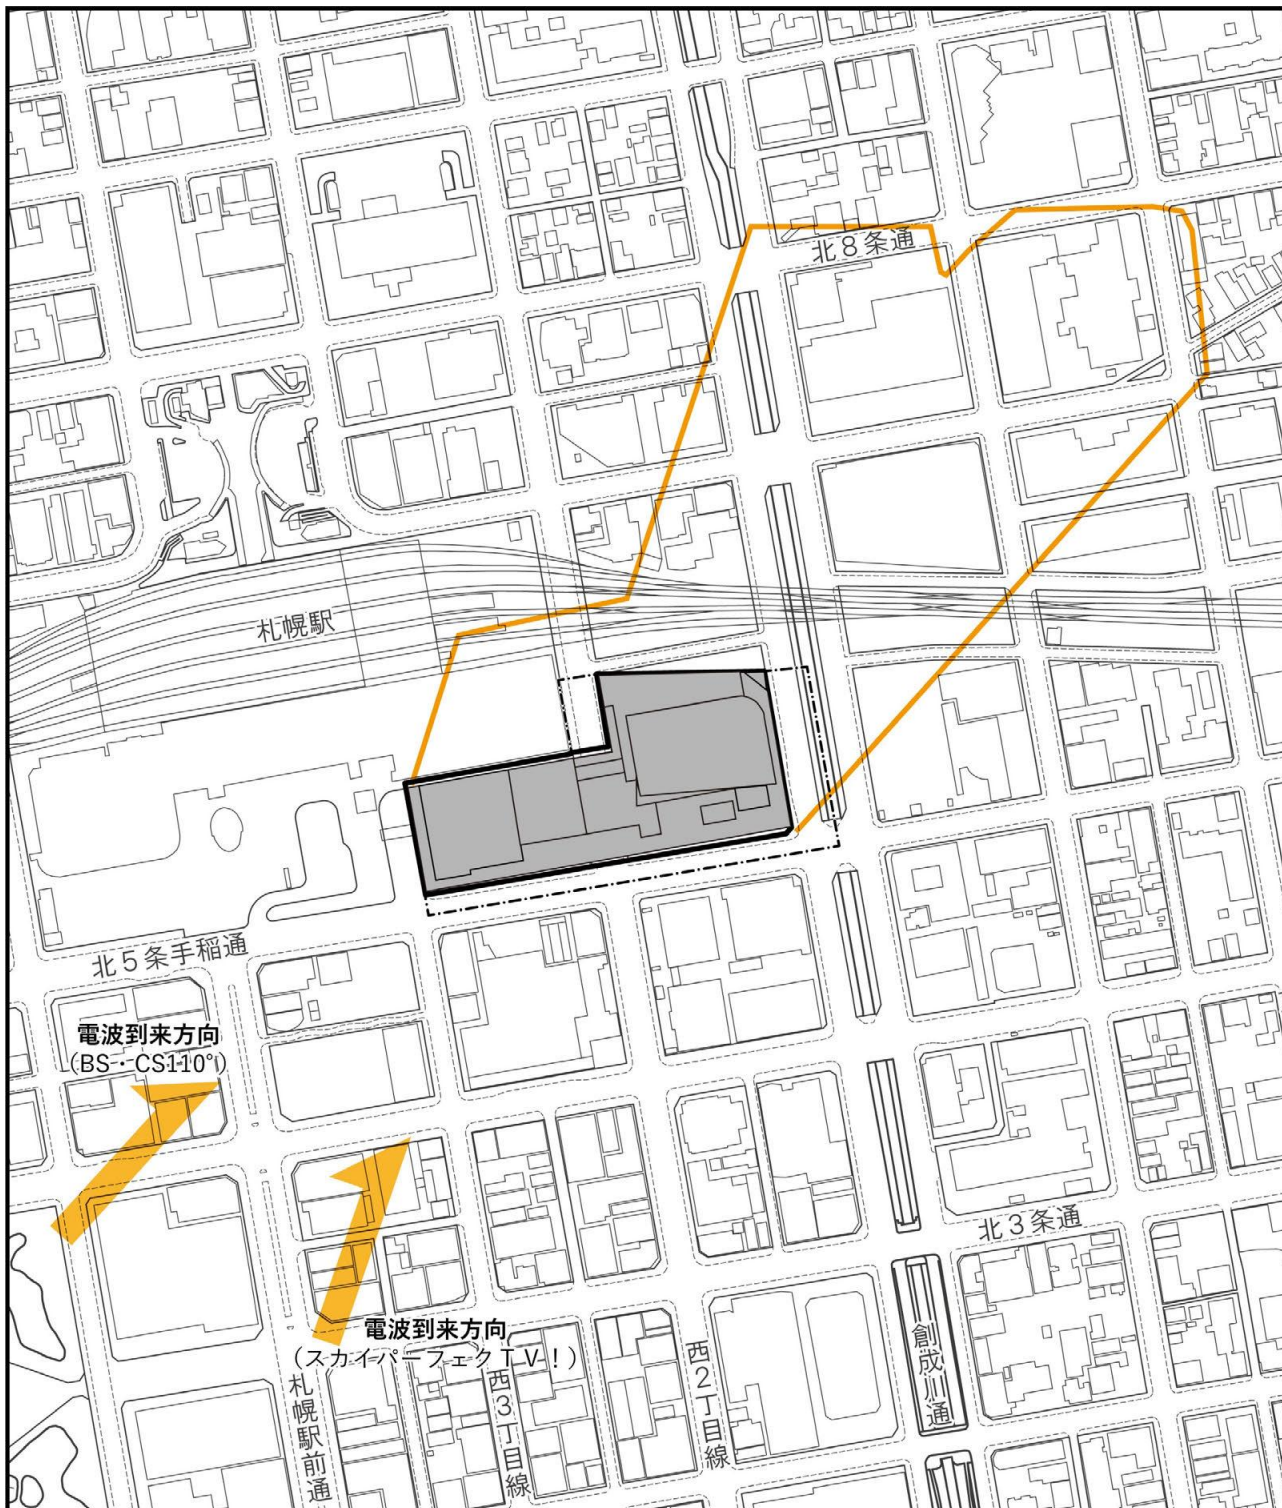 北８条通
札幌駅
北５条手稲通
電波到来方向
（BS・CS110°）
北３条通
電波到来方向
（スカイパーフェクＴＶ！）
創成川通
西２丁目線
西３丁目線
札幌駅前通